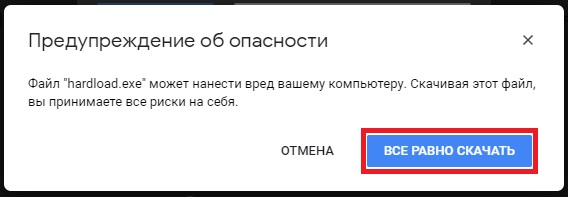 Предупреждение об опасности
Файл "hardload.exe" может нанести вред вашему компьютеру. Скачивая этот файл,
вы принимаете все риски на себя.
ОТМЕНА ВСЕ РАВНО СКАЧАТЬ